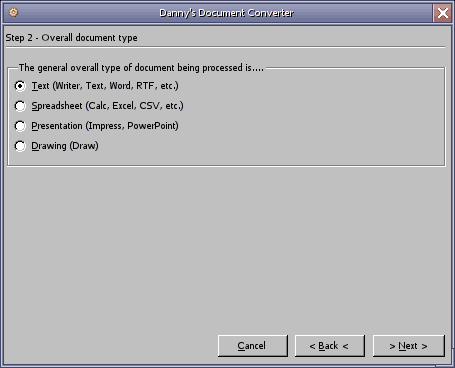 Danny's Document Converter
Step 2 - Overall document type
The general overall type of document being processed is....
Text (Writer, Text, Word, RTF, etc.)
Spreadsheet (Calc, Excel, CSV, etc.)
Presentation (Impress, PowerPoint)
Drawing (Draw)
Cancel
< Back <
> Next >